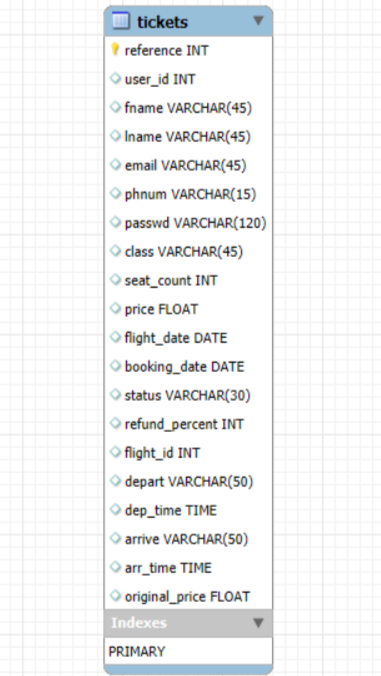 tickets
reference INT
user_id INT
fname VARCHAR(45)
lname VARCHAR(45)
email VARCHAR(45)
phnum VARCHAR(15)
passwd VARCHAR(120)
class VARCHAR(45)
seat_count INT
price FLOAT
flight_date DATE
booking_date DATE
status VARCHAR(30)
refund_percent INT
flight_id INT
depart VARCHAR(50)
dep_time TIME
arrive VARCHAR(50)
arr_time TIME
original_price FLOAT
Indexes
PRIMARY